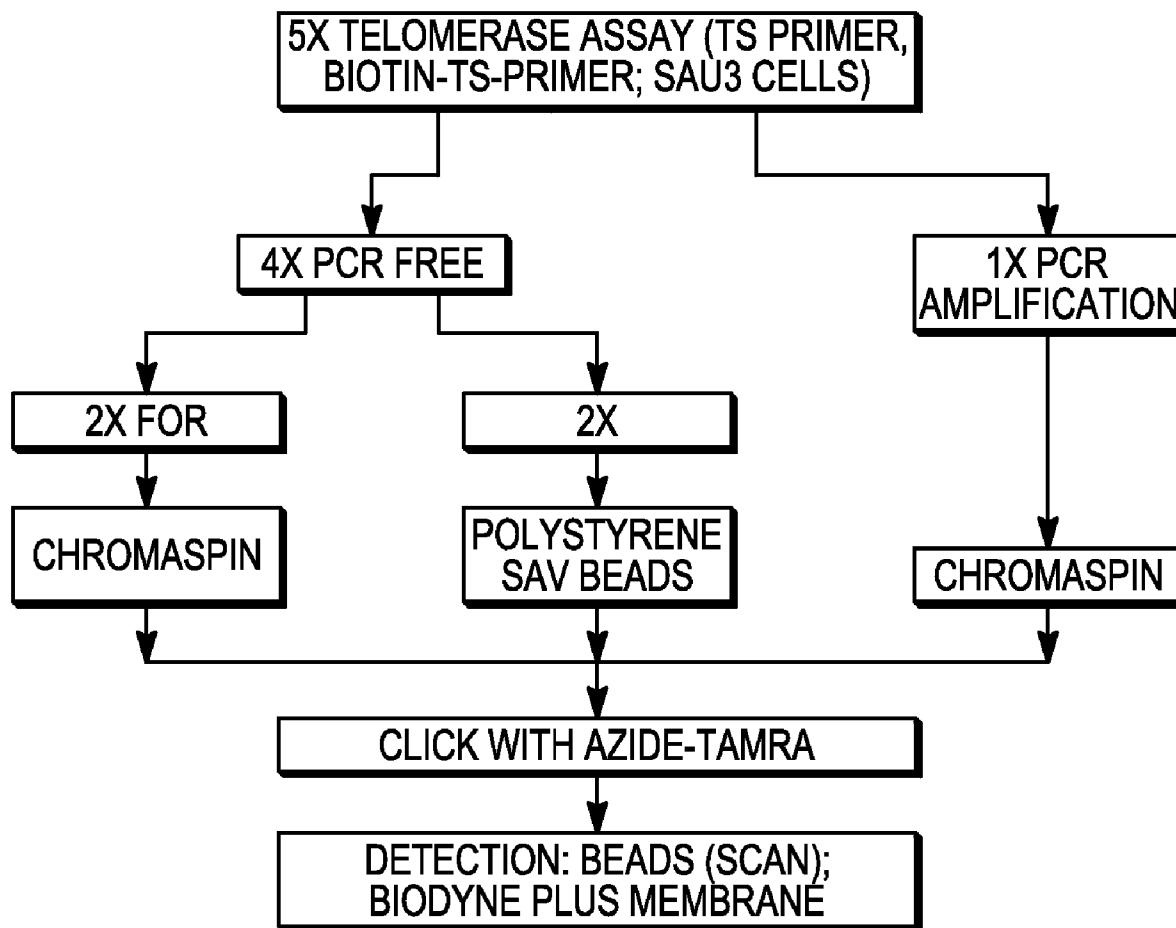 5X TELOMERASE ASSAY (TS PRIMER,
BIOTIN-TS-PRIMER; SAU3 CELLS)
4X PCR FREE
1X PCR
AMPLIFICATION
2X FOR
2X
CHROMASPIN
POLYSTYRENE
SAV BEADS
CHROMASPIN
CLICK WITH AZIDE-TAMRA
DETECTION: BEADS (SCAN);
BIODYNE PLUS MEMBRANE